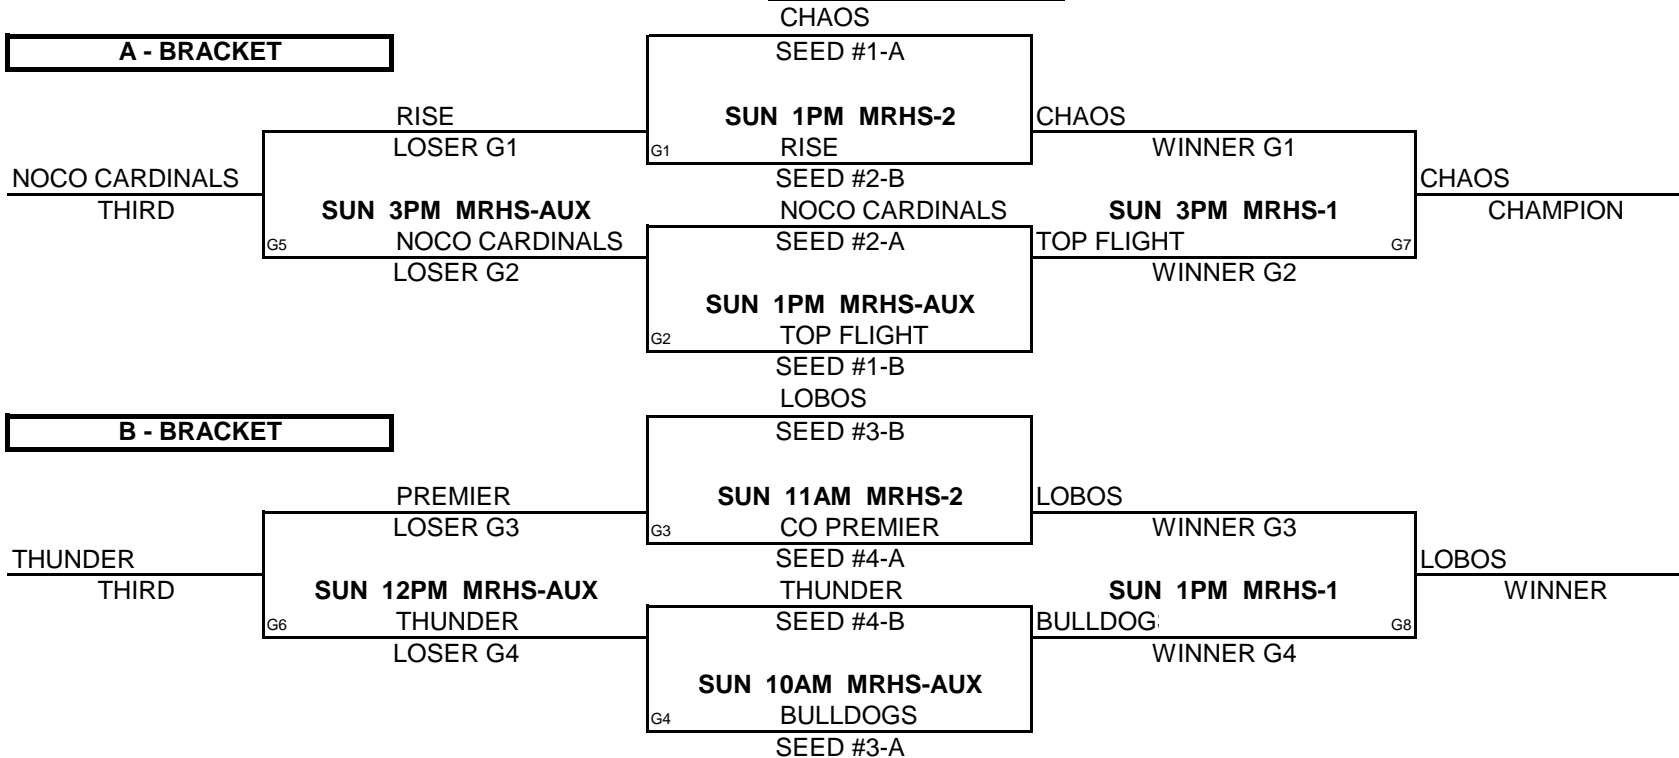 CHAOS
A - BRACKET
SEED #1-A
RISE
SUN 1PM MRHS-2
CHAOS
LOSER G1
G1
RISE
WINNER G1
NOCO CARDINALS
SEED #2-B
CHAOS
THIRD
SUN 3PM MRHS-AUX
NOCO CARDINALS
SUN 3PM MRHS-1
CHAMPION
G5
NOCO CARDINALS
SEED #2-A
TOP FLIGHT
G7
LOSER G2
WINNER G2
SUN 1PM MRHS-AUX
G2
TOP FLIGHT
SEED #1-B
LOBOS
B - BRACKET
SEED #3-B
PREMIER
SUN 11AM MRHS-2
LOBOS
LOSER G3
G3
CO PREMIER
WINNER G3
THUNDER
SEED #4-A
LOBOS
THIRD
SUN 12PM MRHS-AUX
THUNDER
SUN 1PM MRHS-1
WINNER
G6
THUNDER
SEED #4-B
BULLDOG
G8
LOSER G4
WINNER G4
SUN 10AM MRHS-AUX
G4
BULLDOGS
SEED #3-A